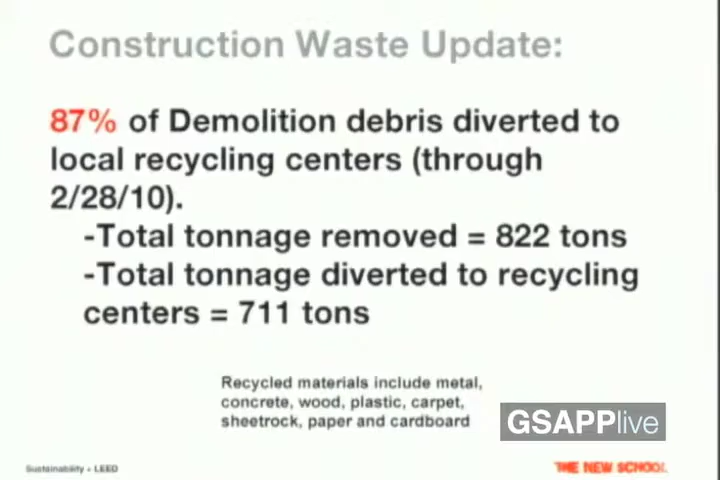 Construction Waste Update:
87% of Demolition debris diverted to
local recycling centers (through
2/28/10).
-Total tonnage removed = 822 tons
-Total tonnage diverted to recycling
centers = 711 tons
Recycled materials include metal,
concrete, wood, plastic, carpet,
sheetrock, paper and cardboard
GSAPPlive
Sustainability + LEED
THE NEW SCHOOL